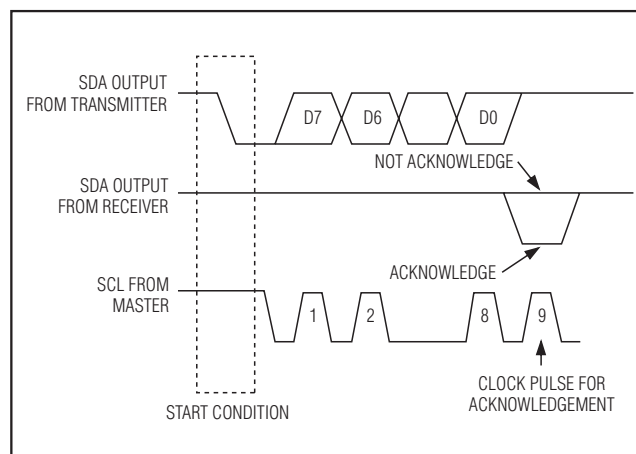 SDA OUTPUT
FROM TRANSMITTER
D7
D6
D0
NOT ACKNOWLEDGE
SDA OUTPUT
FROM RECEIVER
ACKNOWLEDGE
SCL FROM
MASTER
1
2
8
9
START CONDITION
CLOCK PULSE FOR
ACKNOWLEDGEMENT